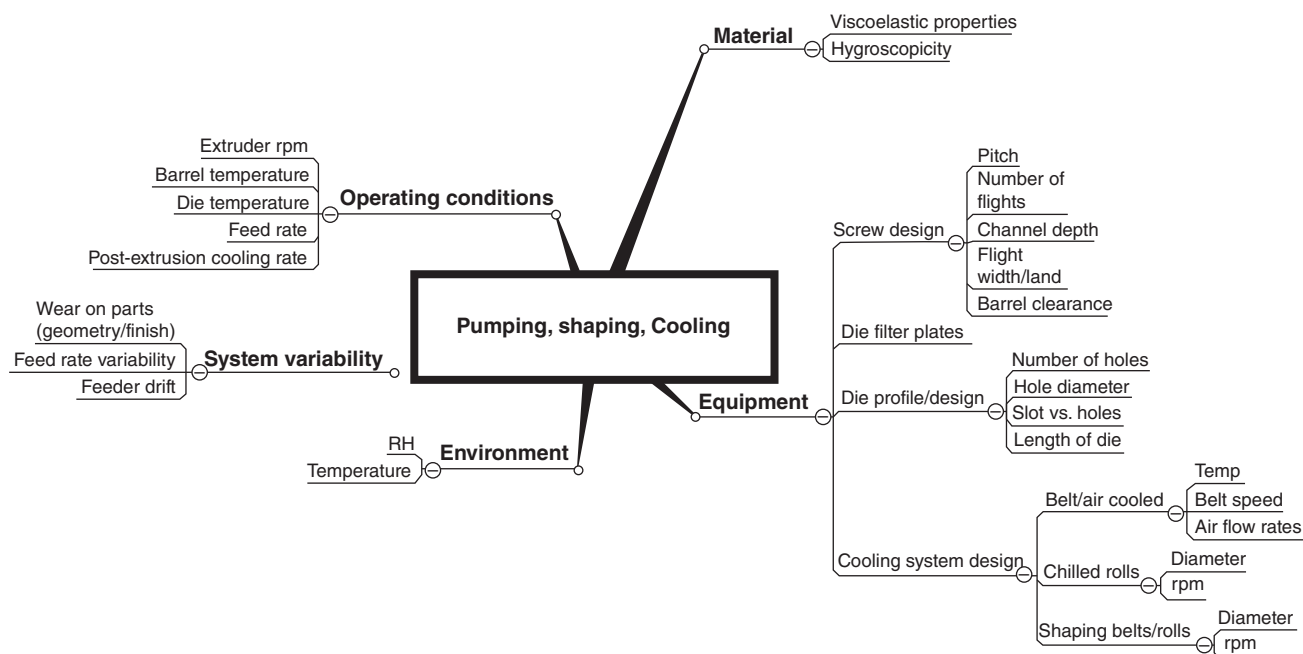 Material
Viscoelastic properties
Hygroscopicity
Extruder rpm
Barrel temperature
Die temperature
Feed rate
Post-extrusion cooling rate
Operating conditions
Wear on parts
(geometry/finish)
Feed rate variability
Feeder drift
System variability
Pumping, shaping, Cooling
RH
Temperature
Environment
Equipment
Screw design
Pitch
Number of
flights
Channel depth
Flight
width/land
Barrel clearance
Die filter plates
Die profile/design
Number of holes
Hole diameter
Slot vs. holes
Length of die
Cooling system design
Belt/air cooled
Temp
Belt speed
Air flow rates
Chilled rolls
Diameter
rpm
Shaping belts/rolls
Diameter
rpm